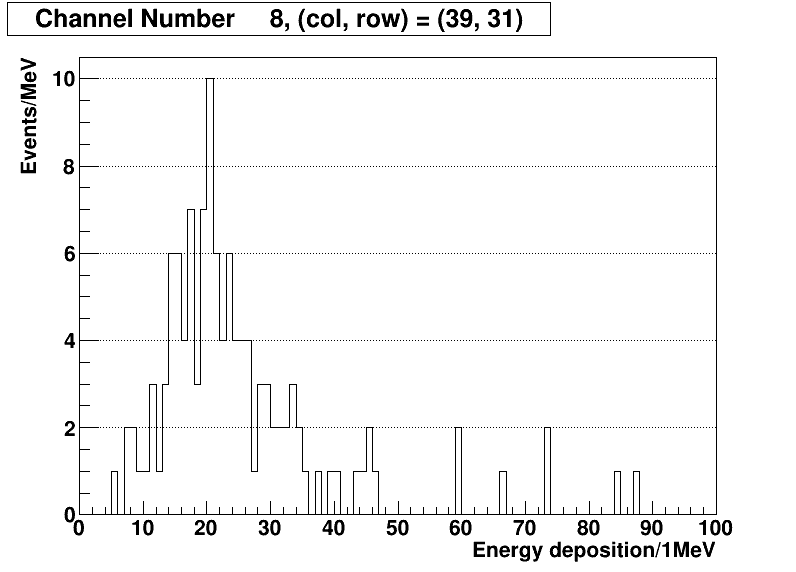 Channel Number 8, (col, row) = (39, 31)
Events/MeV
10
8
6
4
2
0
0 10 20 30 40 50 60 70 80 90 100
Energy deposition/1MeV